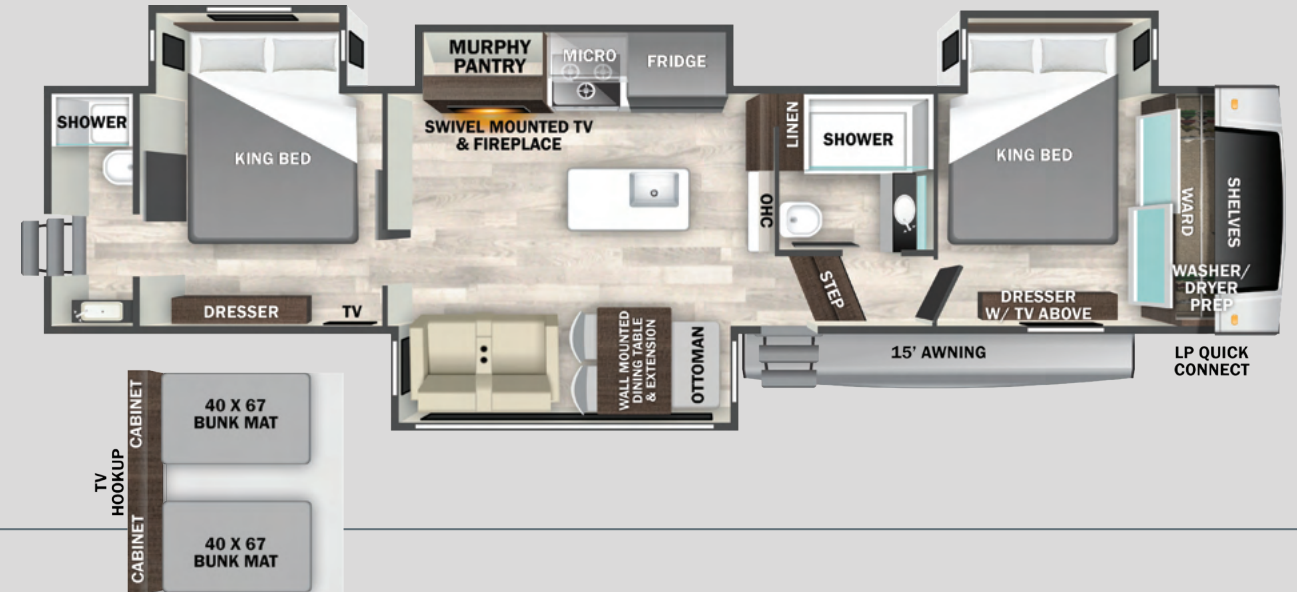 SHOWER
KING BED
DRESSER
TV
MURPHY
PANTRY
MICRO
FRIDGE
SWIVEL MOUNTED TV
& FIREPLACE
LINEN
SHOWER
OHC
STEP
KING BED
DRESSER
W/ TV ABOVE
WARD
SHELVES
WASHER/
DRYER
PREP
WALL MOUNTED
DINING TABLE
& EXTENSION
OTTOMAN
15’ AWNING
LP QUICK
CONNECT
TV
HOOKUP
CABINET
40 X 67
BUNK MAT
CABINET
40 X 67
BUNK MAT